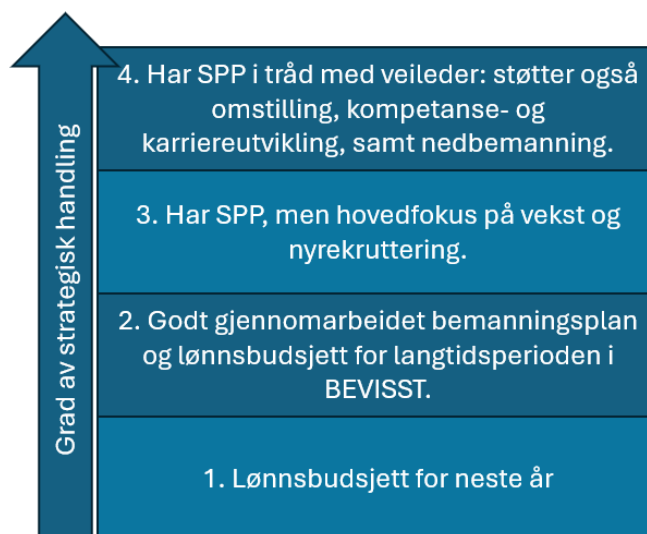 Grad av strategisk handling
4. Har SPP i tråd med veileder: støtter også
omstilling, kompetanse- og
karriereutvikling, samt nedbemanning.
3. Har SPP, men hovedfokus på vekst og
nyrekruttering.
2. Godt gjennomarbeidet bemanningsplan
og lønnsbudsjett for langtidsperioden i
BEVISST.
1. Lønnsbudsjett for neste år